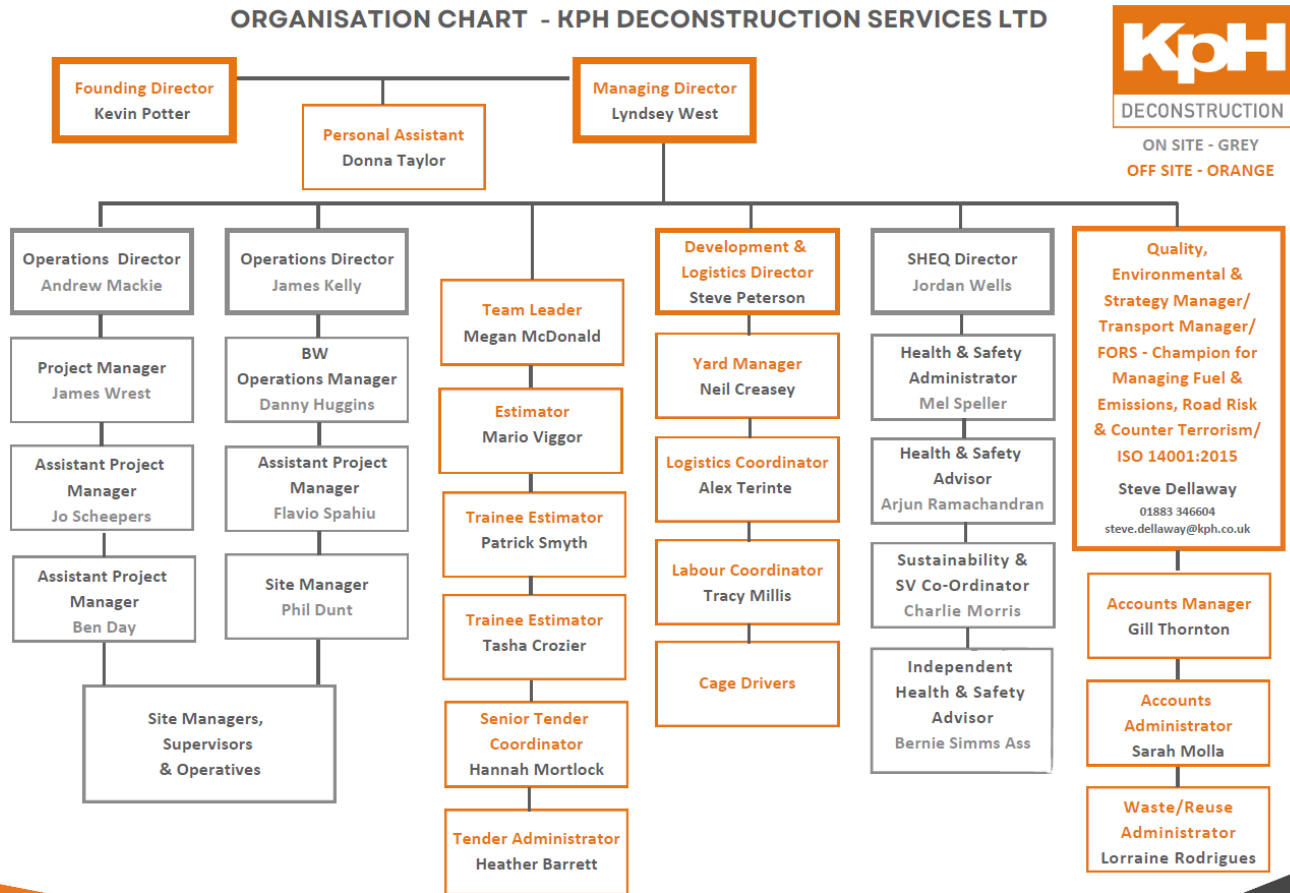 ORGANISATION CHART - KPH DECONSTRUCTION SERVICES LTD
KpH
DECONSTRUCTION
ON SITE - GREY
OFF SITE - ORANGE
Founding Director
Kevin Potter
Personal Assistant
Donna Taylor
Managing Director
Lyndsey West
Operations Director
Andrew Mackie
Project Manager
James Wrest
Assistant Project
Manager
Jo Scheepers
Assistant Project
Manager
Ben Day
Operations Director
James Kelly
BW
Operations Manager
Danny Huggins
Assistant Project
Manager
Flavio Spahiu
Site Manager
Phil Dunt
Site Managers,
Supervisors
& Operatives
Team Leader
Megan McDonald
Estimator
Mario Viggor
Trainee Estimator
Patrick Smyth
Trainee Estimator
Tasha Crozier
Senior Tender
Coordinator
Hannah Mortlock
Tender Administrator
Heather Barrett
Development &
Logistics Director
Steve Peterson
Yard Manager
Neil Creasey
Logistics Coordinator
Alex Terinte
Labour Coordinator
Tracy Millis
Cage Drivers
SHEQ Director
Jordan Wells
Health & Safety
Administrator
Mel Speller
Health & Safety
Advisor
Arjun Ramachandran
Sustainability &
SV Co-Ordinator
Charlie Morris
Independent
Health & Safety
Advisor
Bernie Simms Ass
Quality,
Environmental &
Strategy Manager/
Transport Manager/
FORS - Champion for
Managing Fuel &
Emissions, Road Risk
& Counter Terrorism/
ISO 14001:2015
Steve Dellaway
01883 346604
steve.dellaway@kph.co.uk
Accounts Manager
Gill Thornton
Accounts
Administrator
Sarah Molla
Waste/Reuse
Administrator
Lorraine Rodrigues